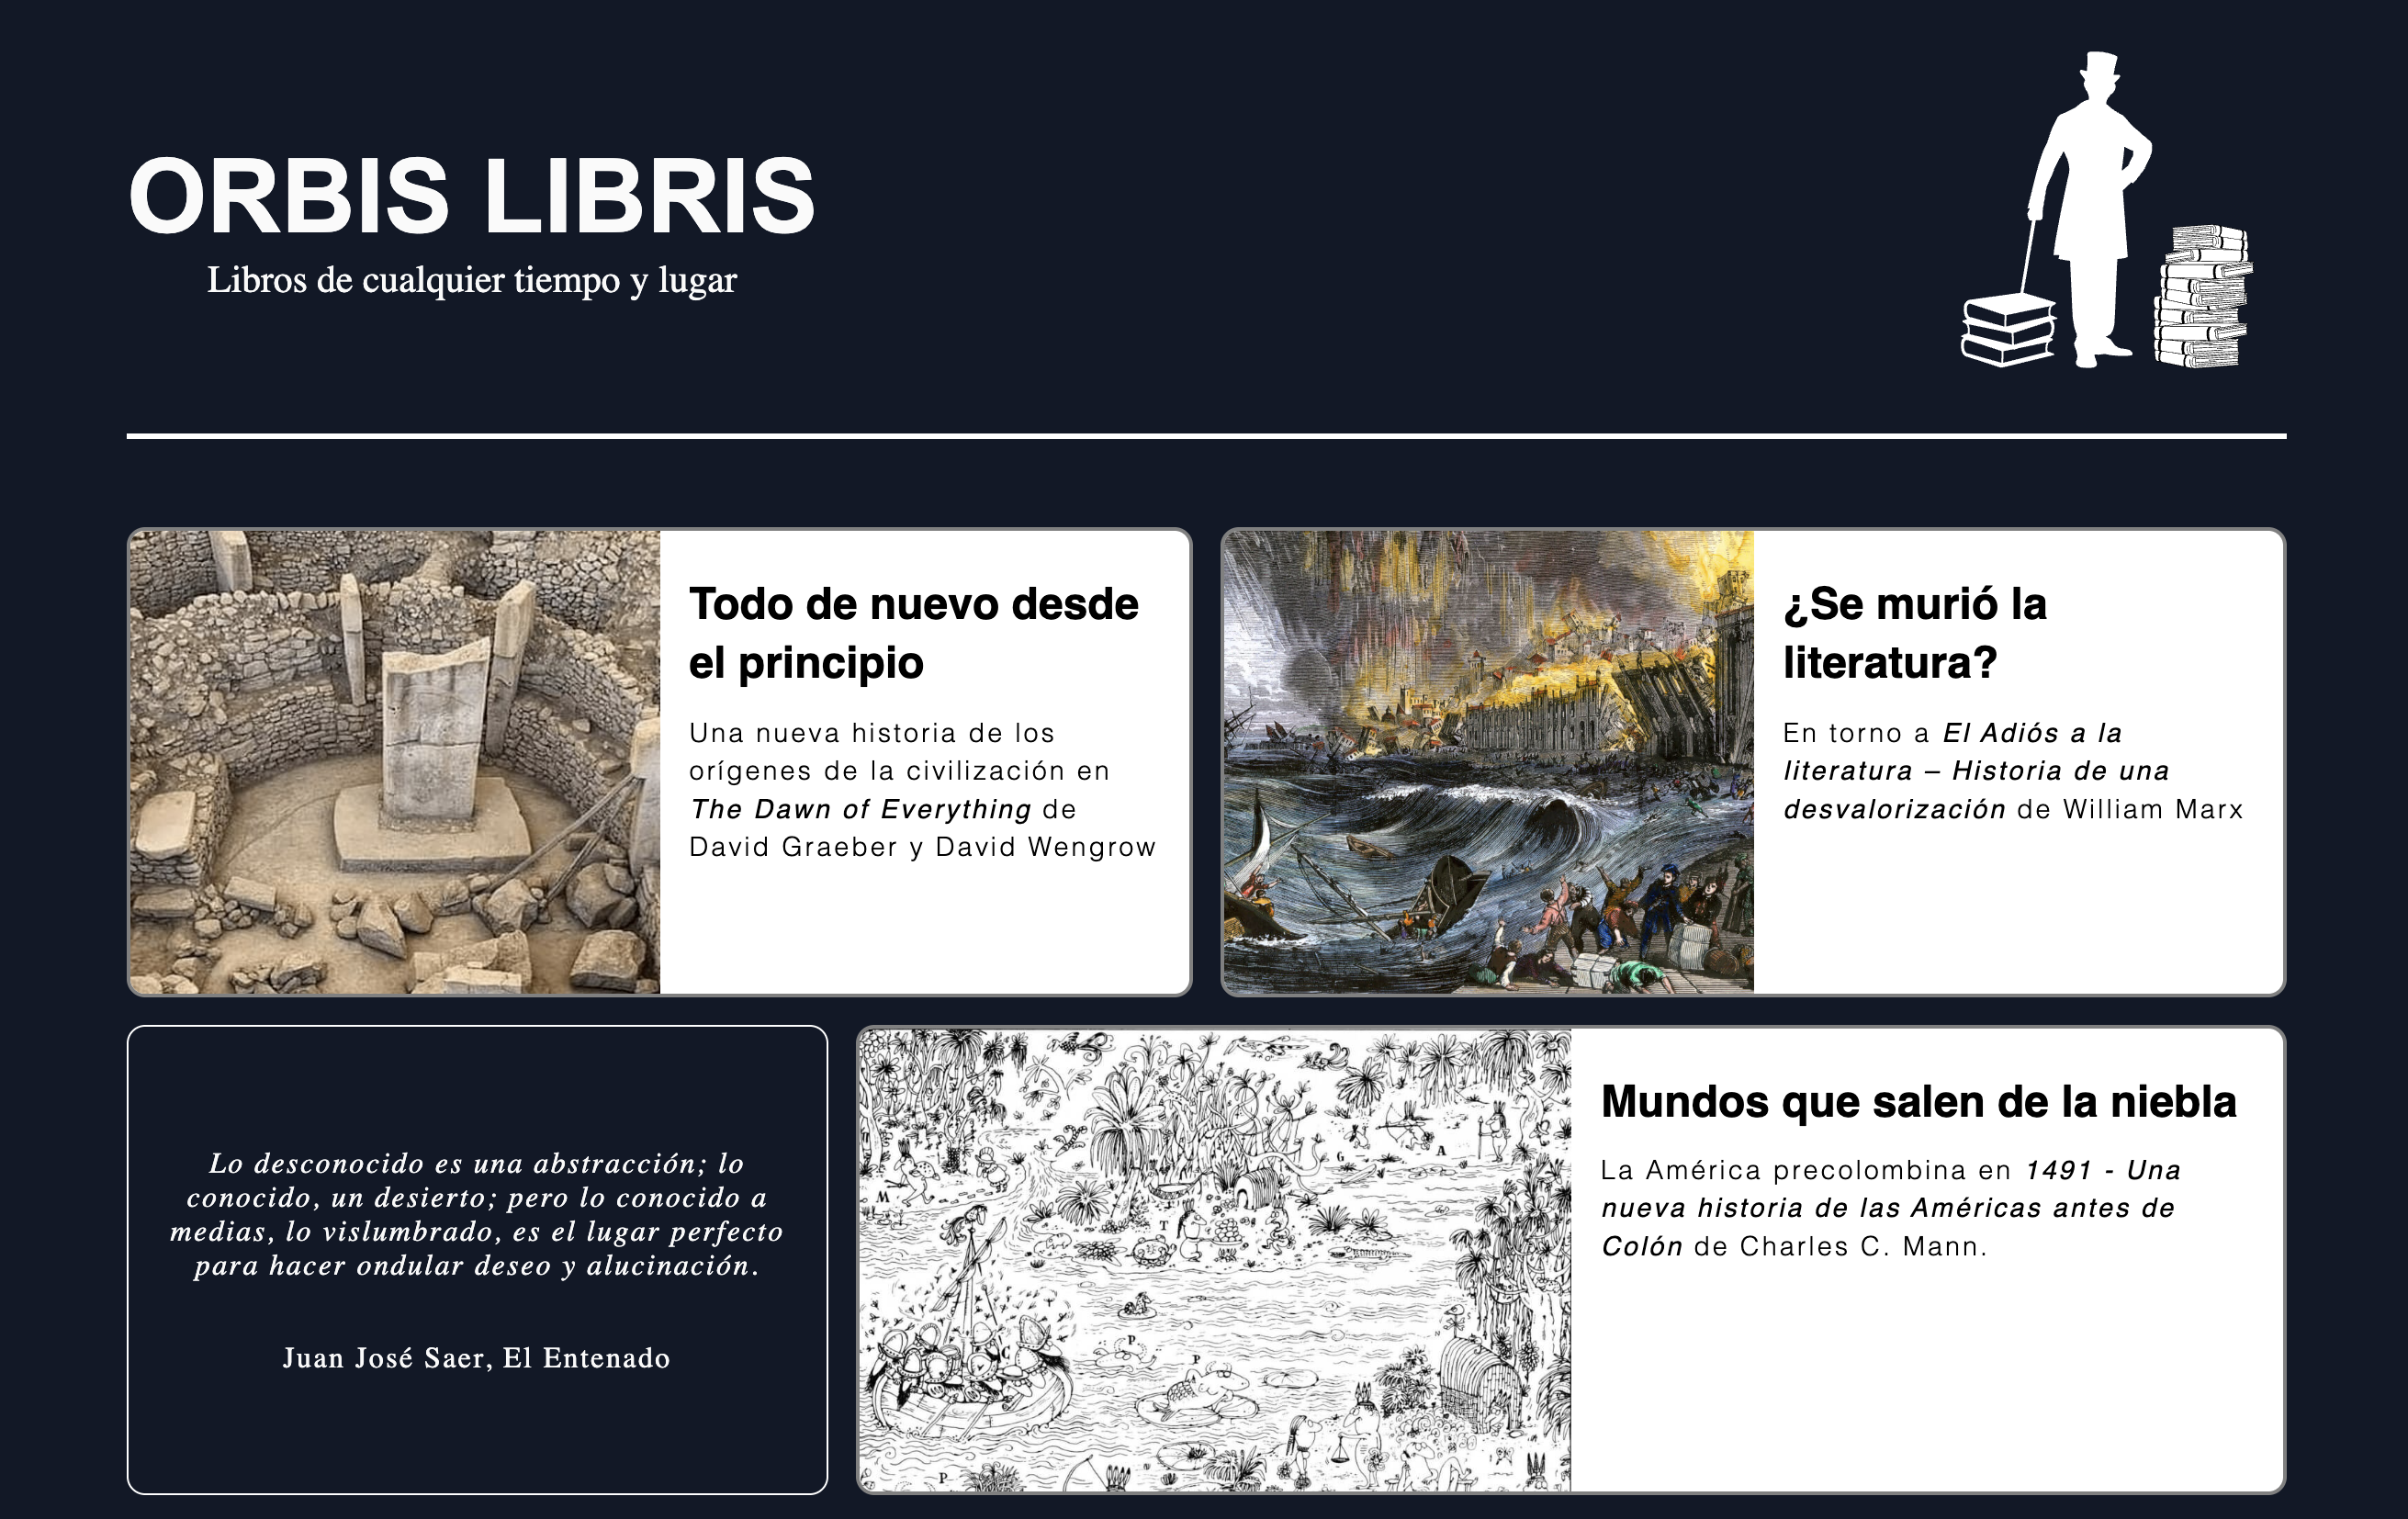 ORBIS LIBRIS
Libros de cualquier tiempo y lugar
Todo de nuevo desde
el principio
Una nueva historia de los
orígenes de la civilización en
The Dawn of Everything de
David Graeber y David Wengrow
¿Se murió la
literatura?
En torno a El Adiós a la
literatura – Historia de una
desvalorización de William Marx
Lo desconocido es una abstracción; lo
conocido, un desierto; pero lo conocido a
medias, lo vislumbrado, es el lugar perfecto
para hacer ondular deseo y alucinación.
Juan José Saer, El Entenado
G
A
M
T
C
P
P
P
Mundos que salen de la niebla
La América precolombina en 1491 - Una
nueva historia de las Américas antes de
Colón de Charles C. Mann.